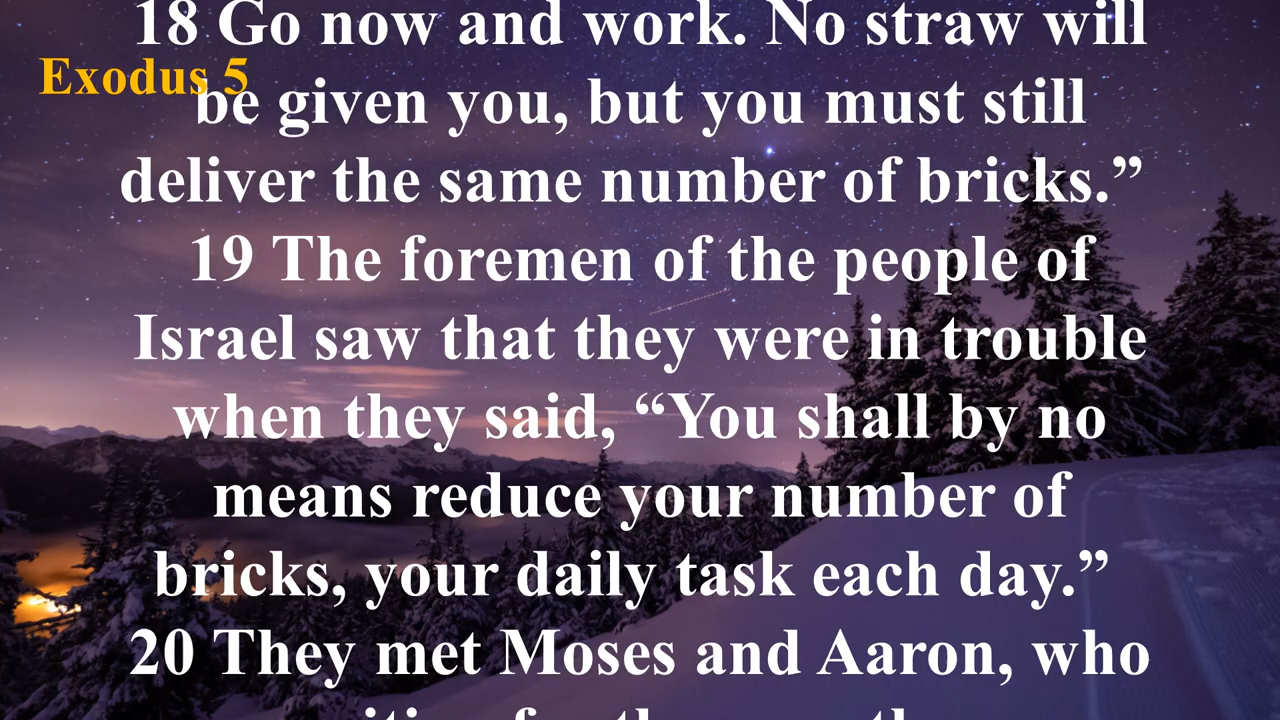 18 Go now and work. No straw will
Exodus 5
be given you, but you must still
deliver the same number of bricks.”
19 The foremen of the people of
Israel saw that they were in trouble
when they said, “You shall by no
means reduce your number of
bricks, your daily task each day.”
20 They met Moses and Aaron, who